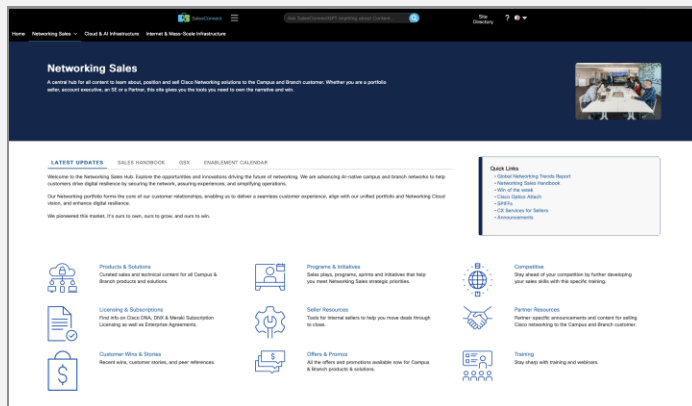 SalesConnect
Ask SalesConnectGPT anything about Content...
Site
Directory
?
Home Networking Sales Cloud & AI Infrastructure Internet & Mass-Scale Infrastructure
Networking Sales
A central hub for all content to learn about, position and sell Cisco Networking solutions to the Campus and Branch customer. Whether you are a portfolio
seller, account executive, an SE or a Partner, this site gives you the tools you need to own the narrative and win.
LATEST UPDATES SALES HANDBOOK GSX ENABLEMENT CALENDAR
Welcome to the Networking Sales Hub. Explore the opportunities and innovations driving the future of networking. We are advancing AI-native campus and branch networks to help
customers drive digital resilience by securing the network, assuring experiences, and simplifying operations.
Our Networking portfolio forms the core of our customer relationships, enabling us to deliver a seamless customer experience, align with our unified portfolio and Networking Cloud
vision, and enhance digital resilience.
We pioneered this market, it's ours to own, ours to grow, and ours to win.
Quick Links
• Global Networking Trends Report
• Networking Sales Handbook
• Win of the week
• Cisco Optics Attach
• SPIFFs
• CX Services for Sellers
• Announcements
Products & Solutions
Curated sales and technical content for all Campus &
Branch products and solutions.
Programs & Initiatives
Sales plays, programs, sprints and initiatives that help
you meet Networking Sales strategic priorities.
Competitive
Stay ahead of your competition by further developing
your sales skills with this specific training.
Licensing & Subscriptions
Find info on Cisco DNA, DNX & Meraki Subscription
Licensing as well as Enterprise Agreements.
Seller Resources
Tools for internal sellers to help you move deals through
to close.
Partner Resources
Partner-specific announcements and content for selling
Cisco networking to the Campus and Branch customer.
Customer Wins & Stories
Recent wins, customer stories, and peer references.
Offers & Promos
All the offers and promotions available now for Campus
& Branch products & solutions.
Training
Stay sharp with training and webinars.